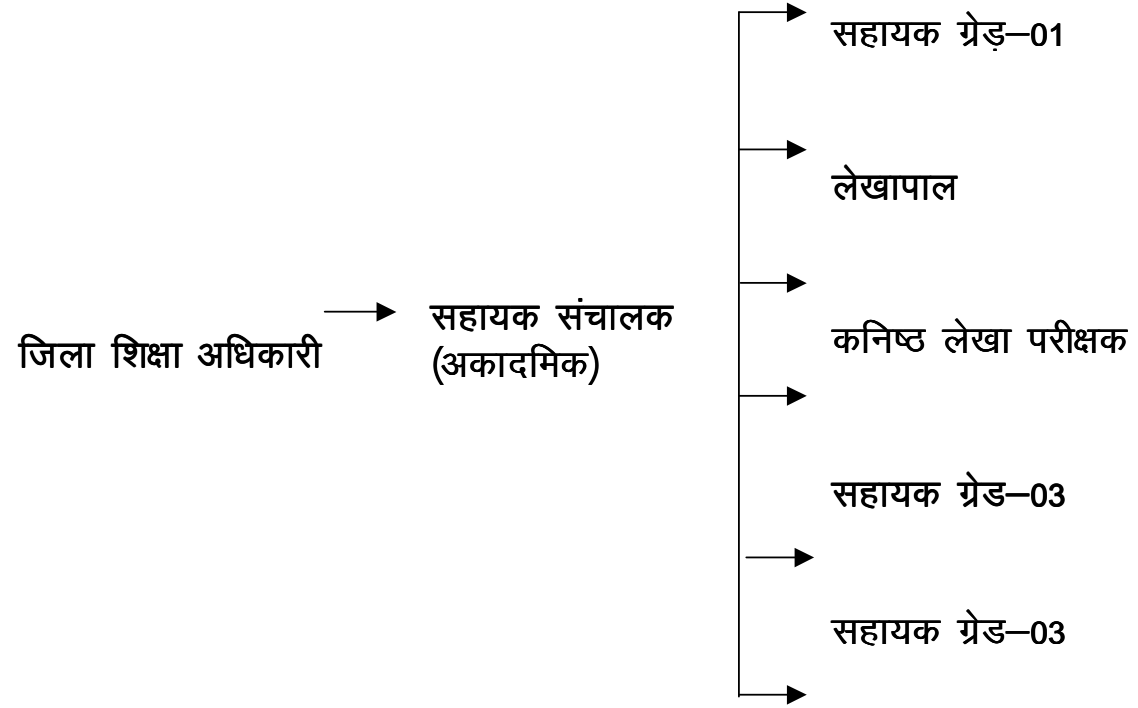 सहायक ग्रेड़–01
लेखापाल
जिला शिक्षा अधिकारी
सहायक संचालक
(अकादमिक)
कनिष्ठ लेखा परीक्षक
सहायक ग्रेड–03
सहायक ग्रेड–03